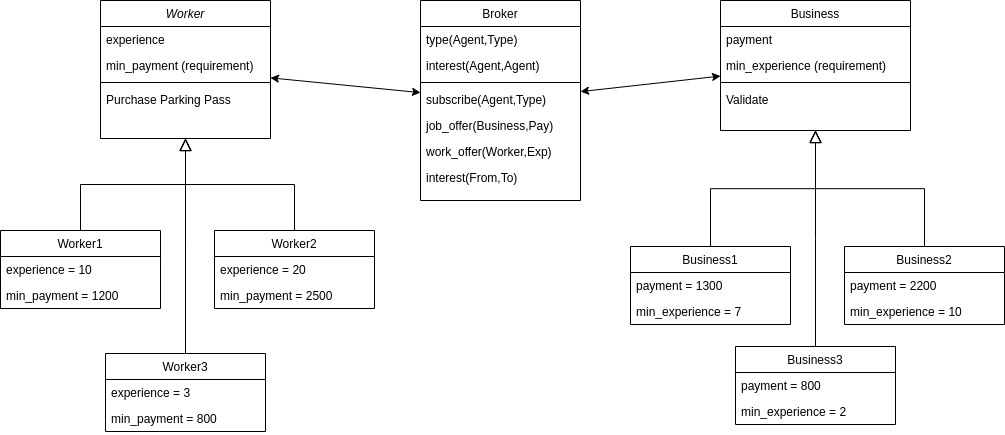 Worker
experience
min_payment (requirement)
Purchase Parking Pass
Broker
type(Agent,Type)
interest(Agent,Agent)
subscribe(Agent,Type)
job_offer(Business,Pay)
work_offer(Worker,Exp)
interest(From,To)
Business
payment
min_experience (requirement)
Validate
Worker1
experience = 10
min_payment = 1200
Worker2
experience = 20
min_payment = 2500
Worker3
experience = 3
min_payment = 800
Business1
payment = 1300
min_experience = 7
Business2
payment = 2200
min_experience = 10
Business3
payment = 800
min_experience = 2